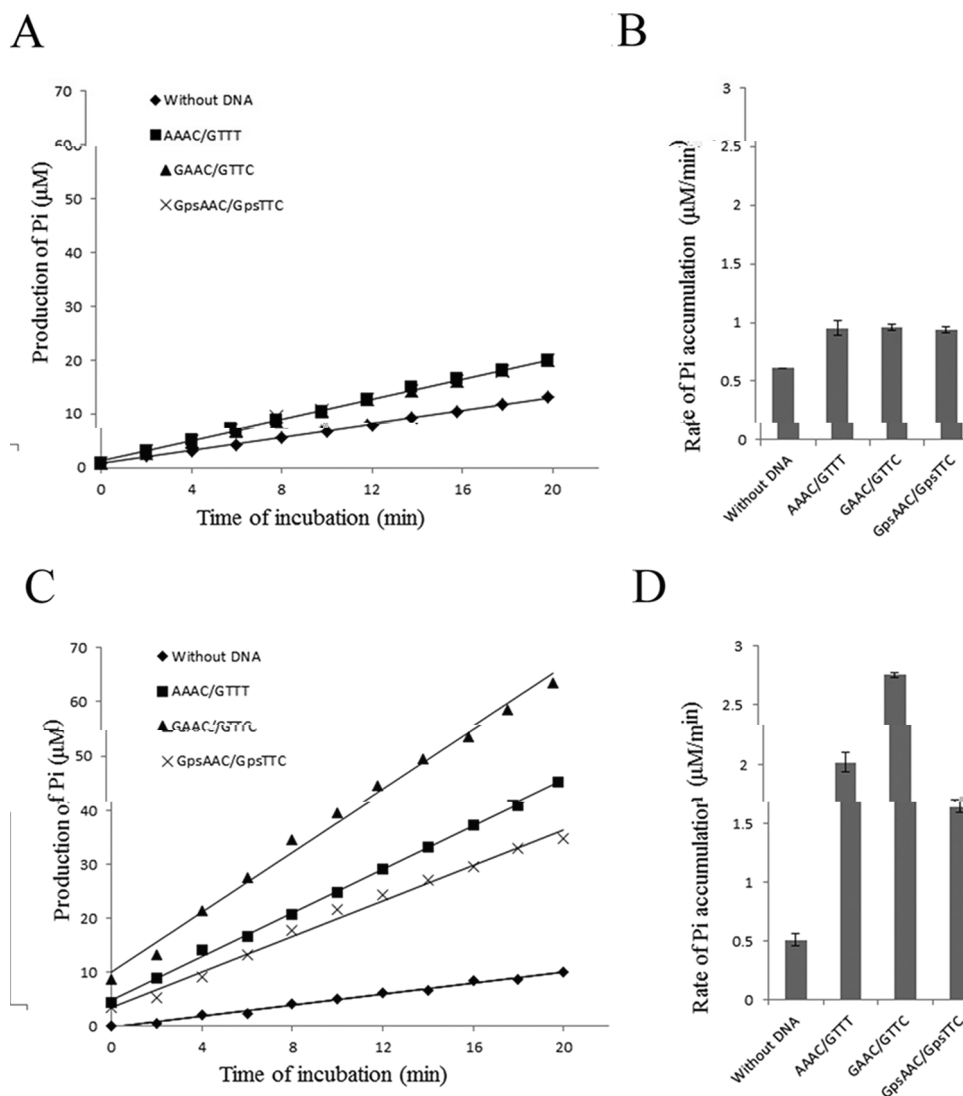 A
Production of Pi (µM)
70
60
50
40
30
20
10
0
Without DNA
AAAC/GTTT
GAAC/GTTC
GpsAAC/GpsTTC
0 4 8 12 16 20
Time of incubation (min)
B
Rate of Pi accumulation (µM/min)
3
2.5
2
1.5
1
0.5
0
Without DNA
AAAC/GTTT
GAAC/GTTC
GpsAAC/GpsTTC
C
Production of Pi (µM)
70
60
50
40
30
20
10
0
Without DNA
AAAC/GTTT
GAAC/GTTC
GpsAAC/GpsTTC
0 4 8 12 16 20
Time of incubation (min)
D
Rate of Pi accumulation (µM/min)
3
2.5
2
1.5
1
0.5
0
Without DNA
AAAC/GTTT
GAAC/GTTC
GpsAAC/GpsTTC